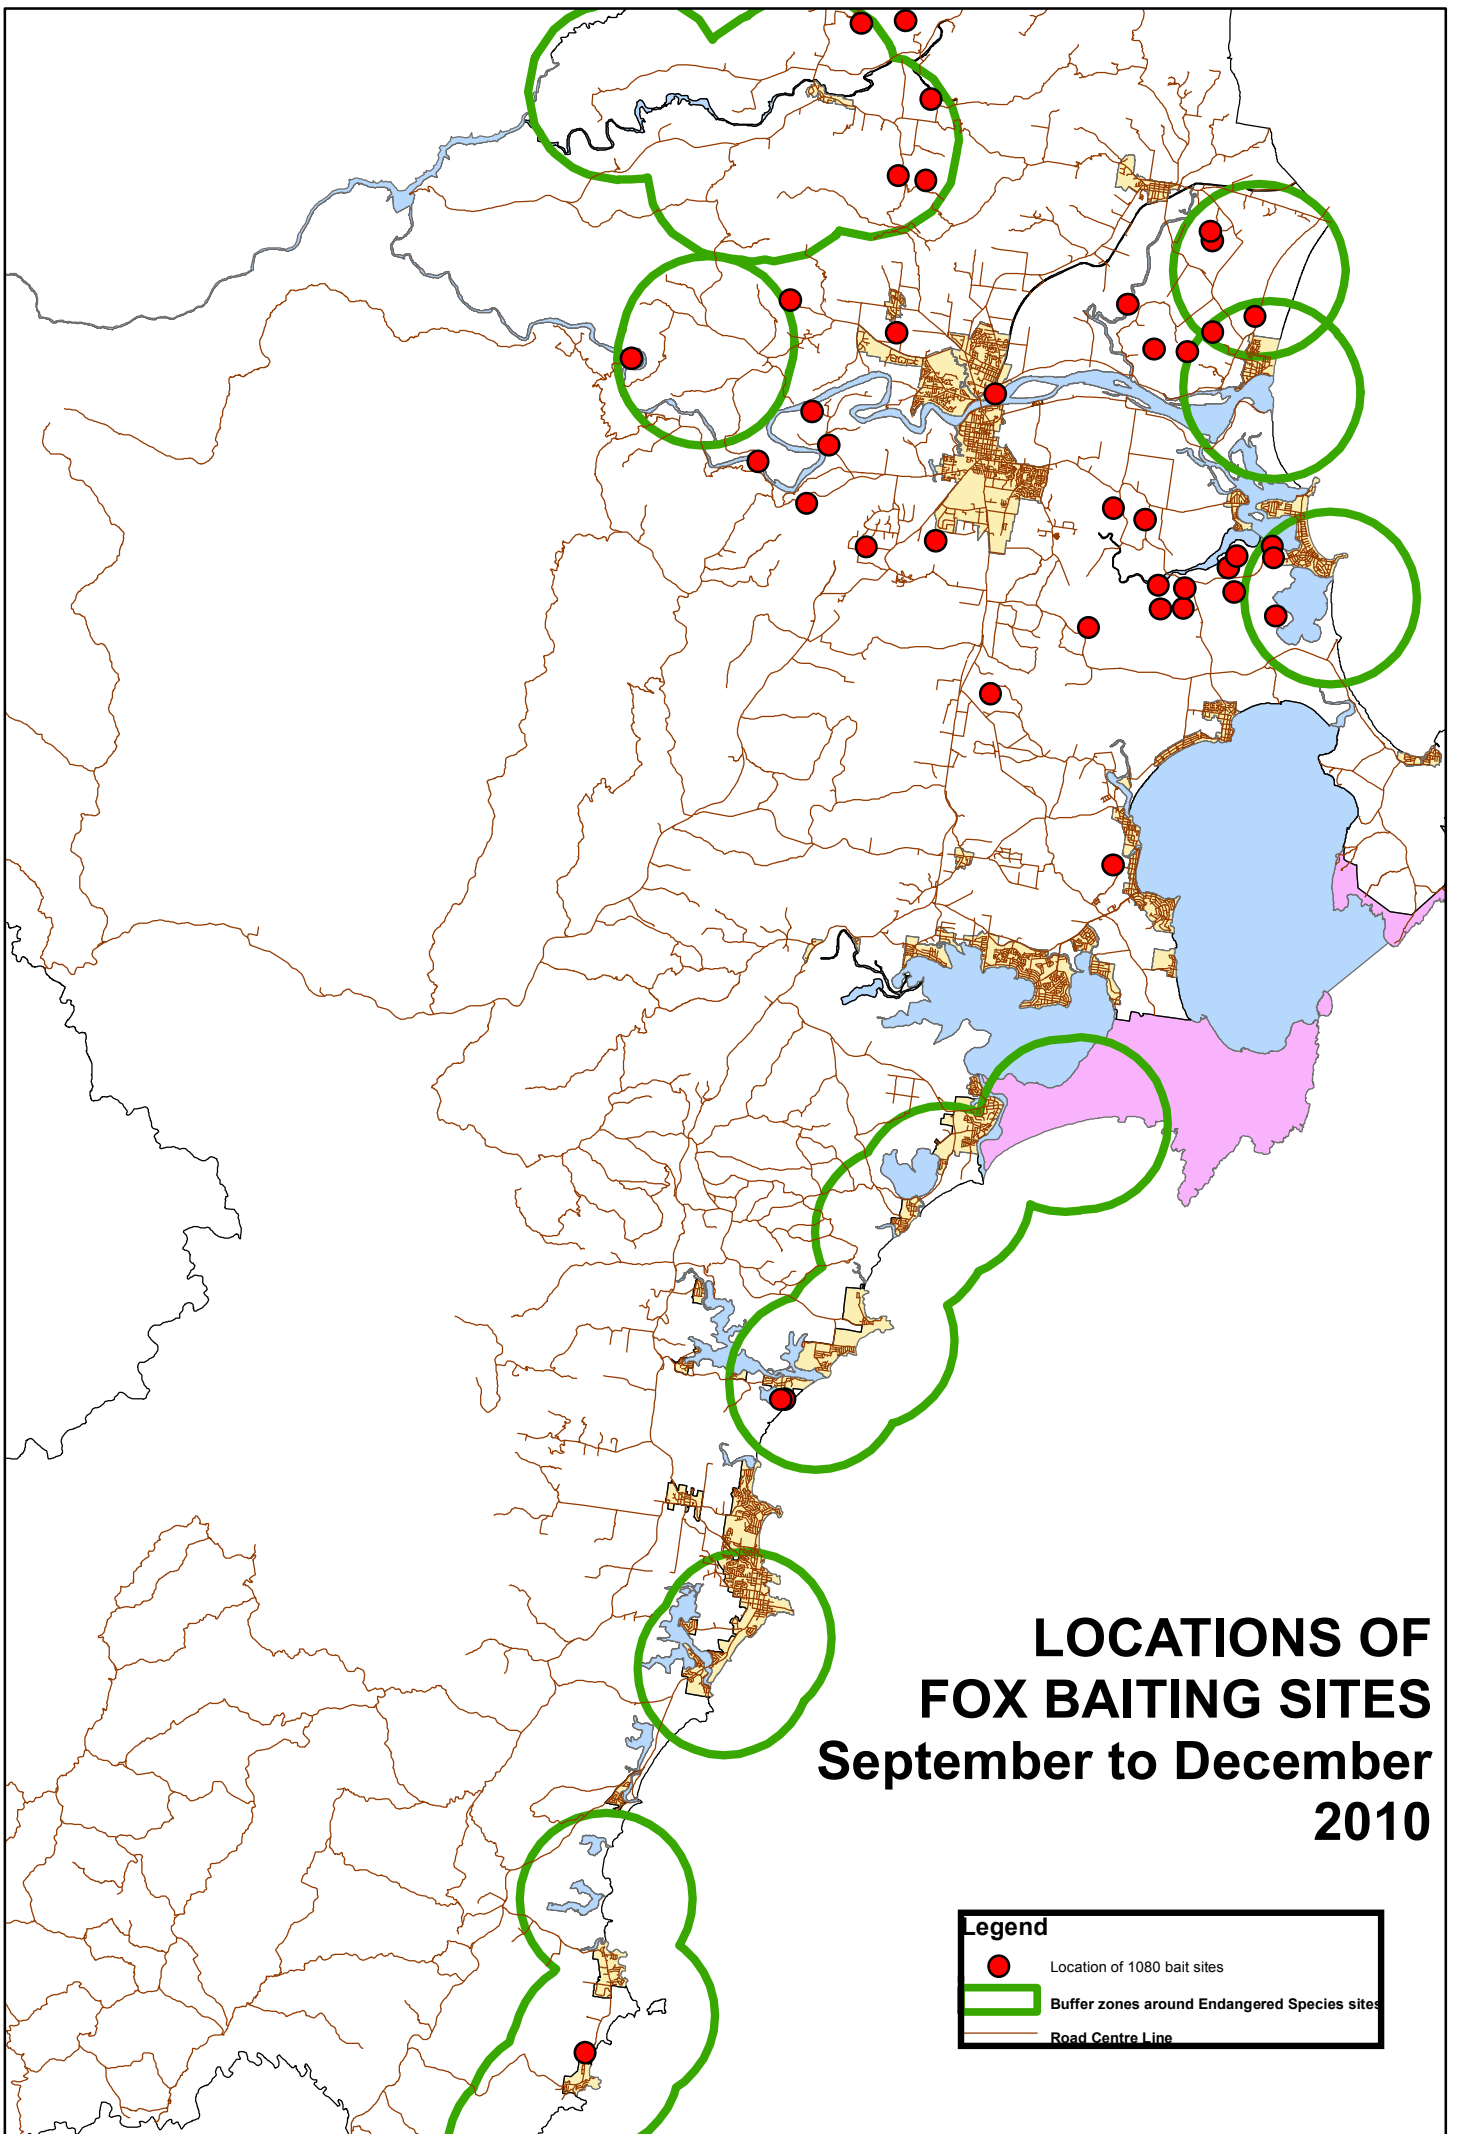 LOCATIONS OF
FOX BAITING SITES
September to December
2010
Legend
Location of 1080 bait sites
Buffer zones around Endangered Species sites
Road Centre Line